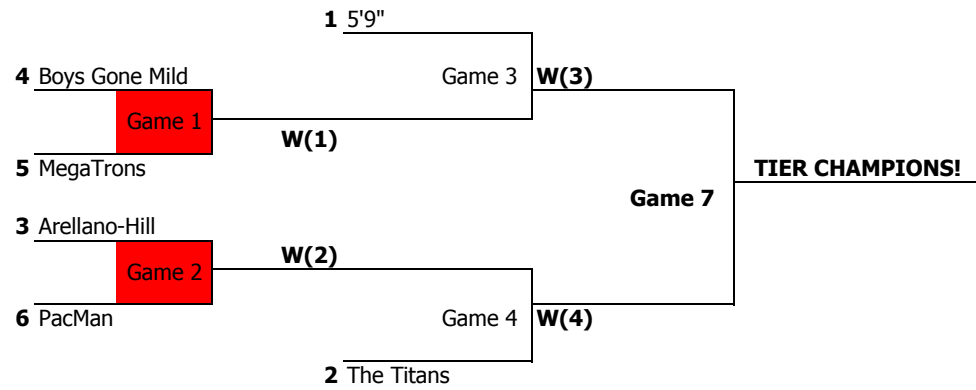 1 5'9"
4 Boys Gone Mild
Game 3 W(3)
Game 1
W(1)
5 MegaTrons
TIER CHAMPIONS!
Game 7
3 Arellano-Hill
W(2)
Game 2
6 PacMan
Game 4 W(4)
2 The Titans